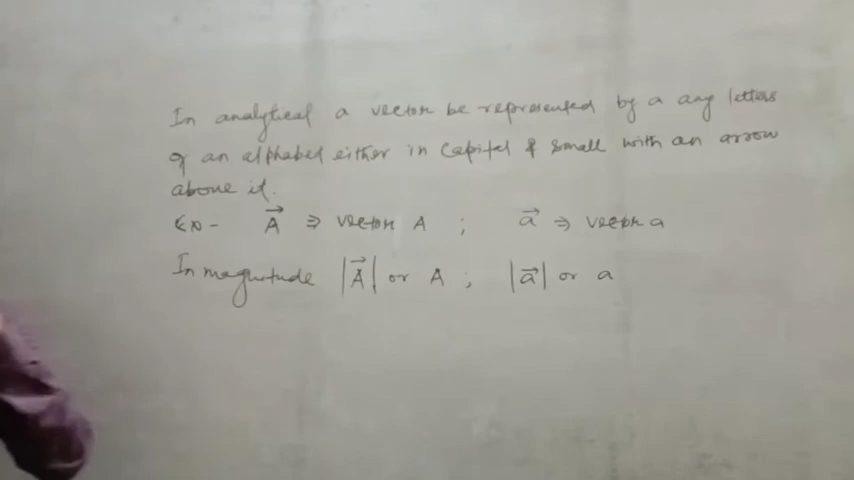 In analytical a vector be represented by a any letters
of an alphabet either in Capital & small with an arrow
above it.
Ex- A⃗ ⇒ vector A ; a⃗ ⇒ vector a
In magnitude |A⃗| or A ; |a⃗| or a